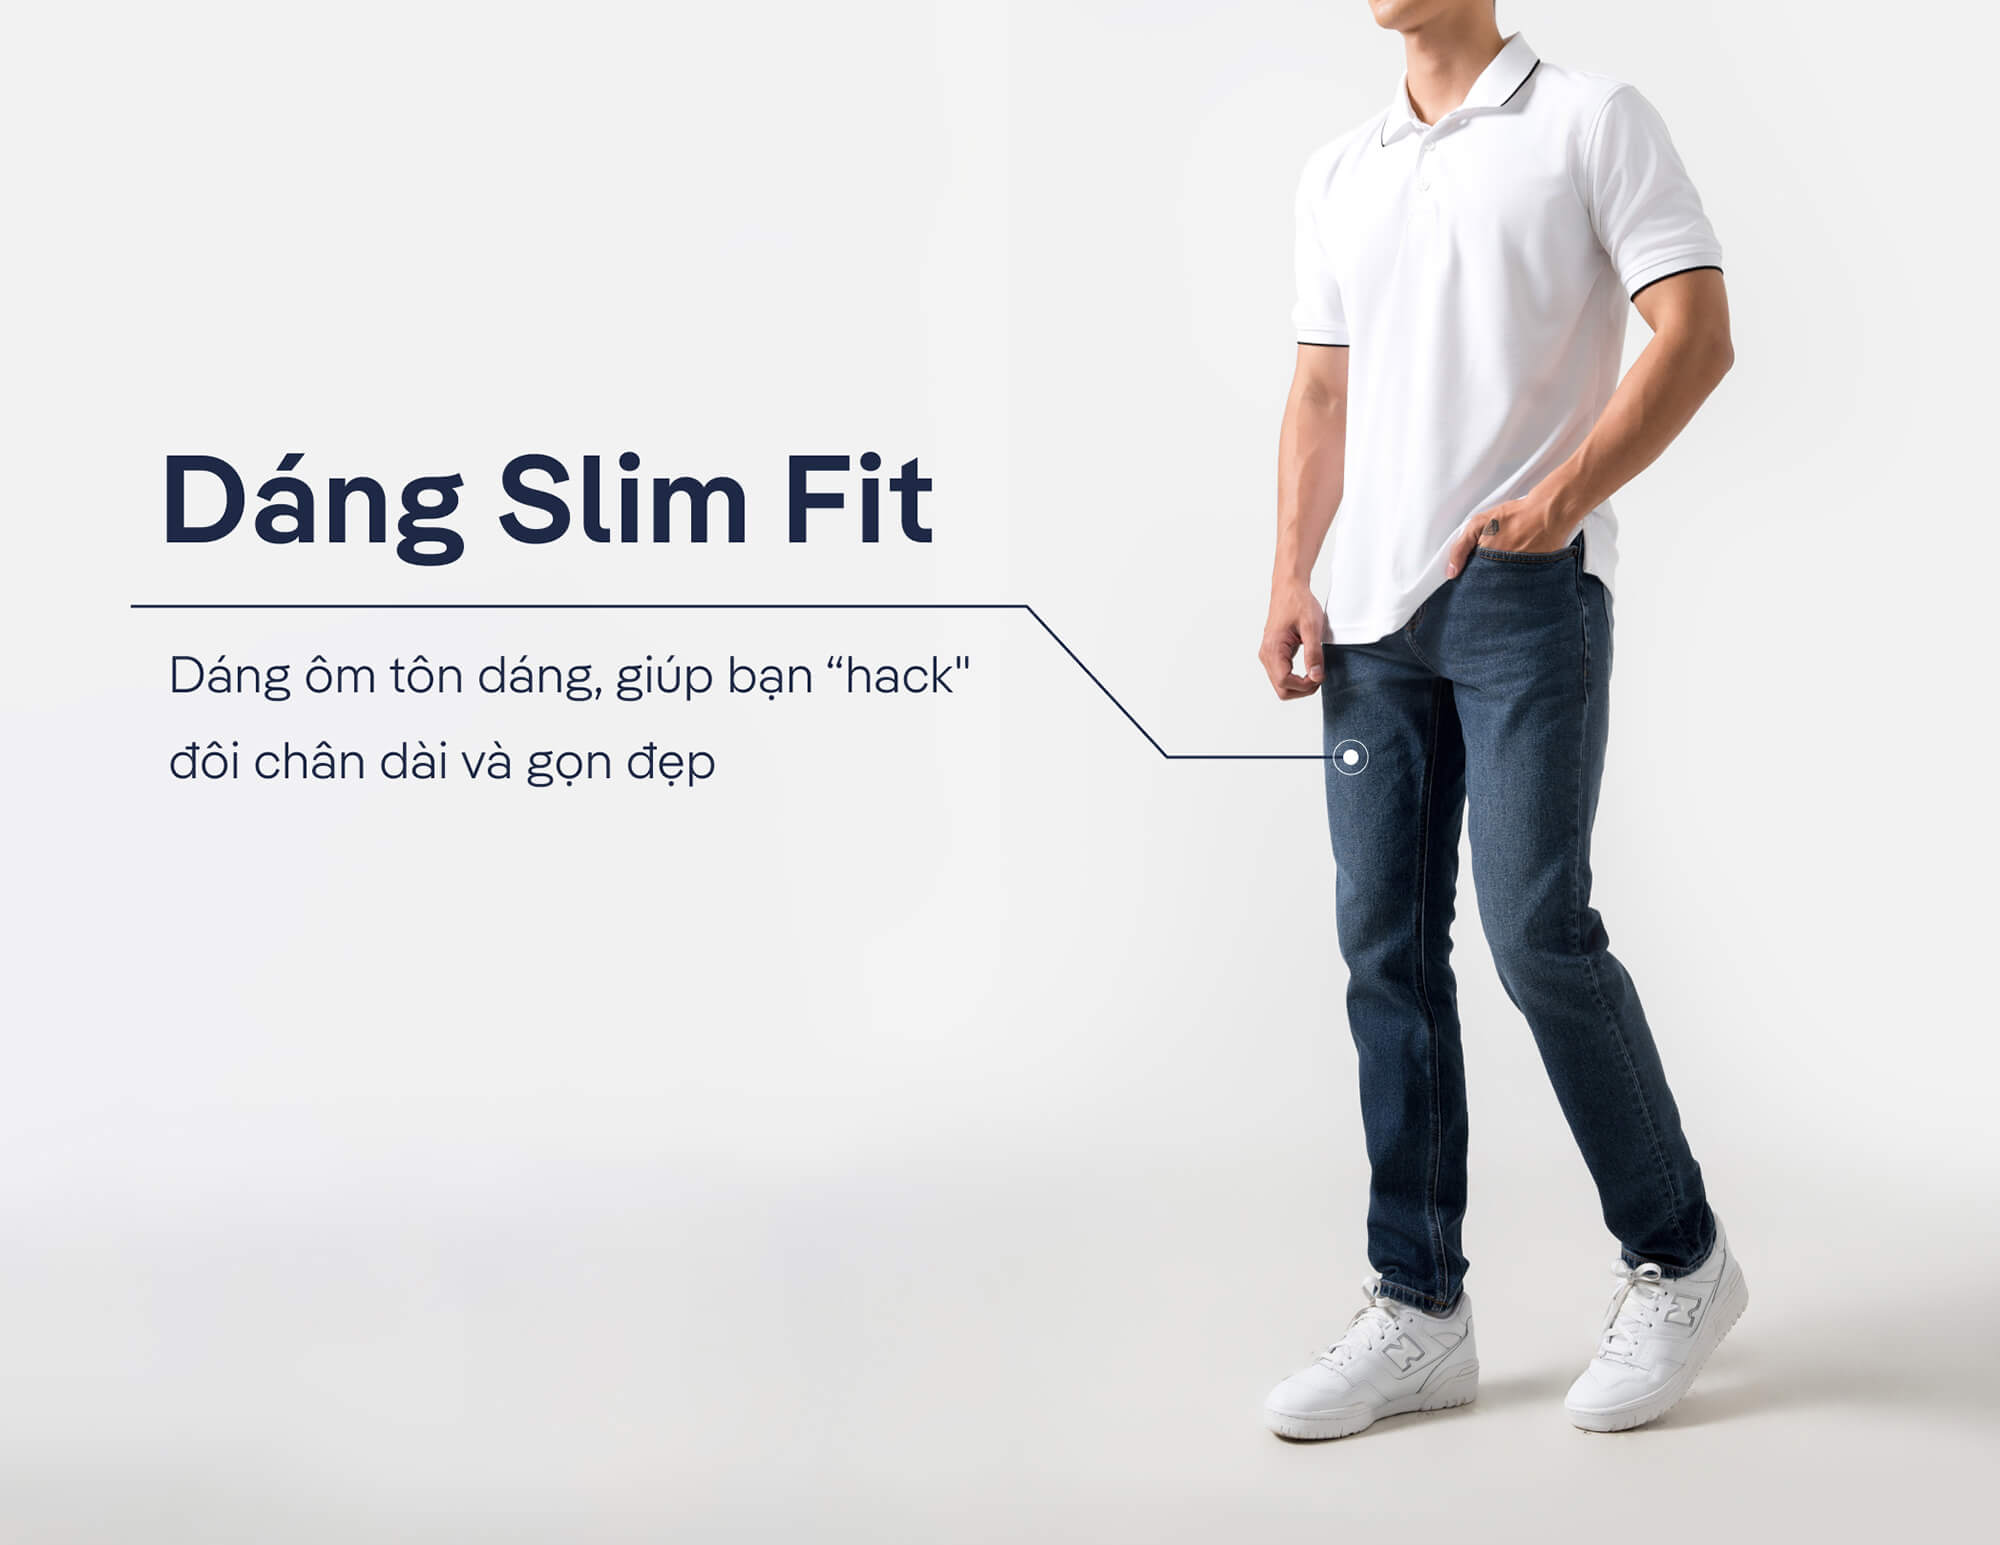 Dáng Slim Fit
Dáng ôm tôn dáng, giúp bạn “hack"
đôi chân dài và gọn đẹp